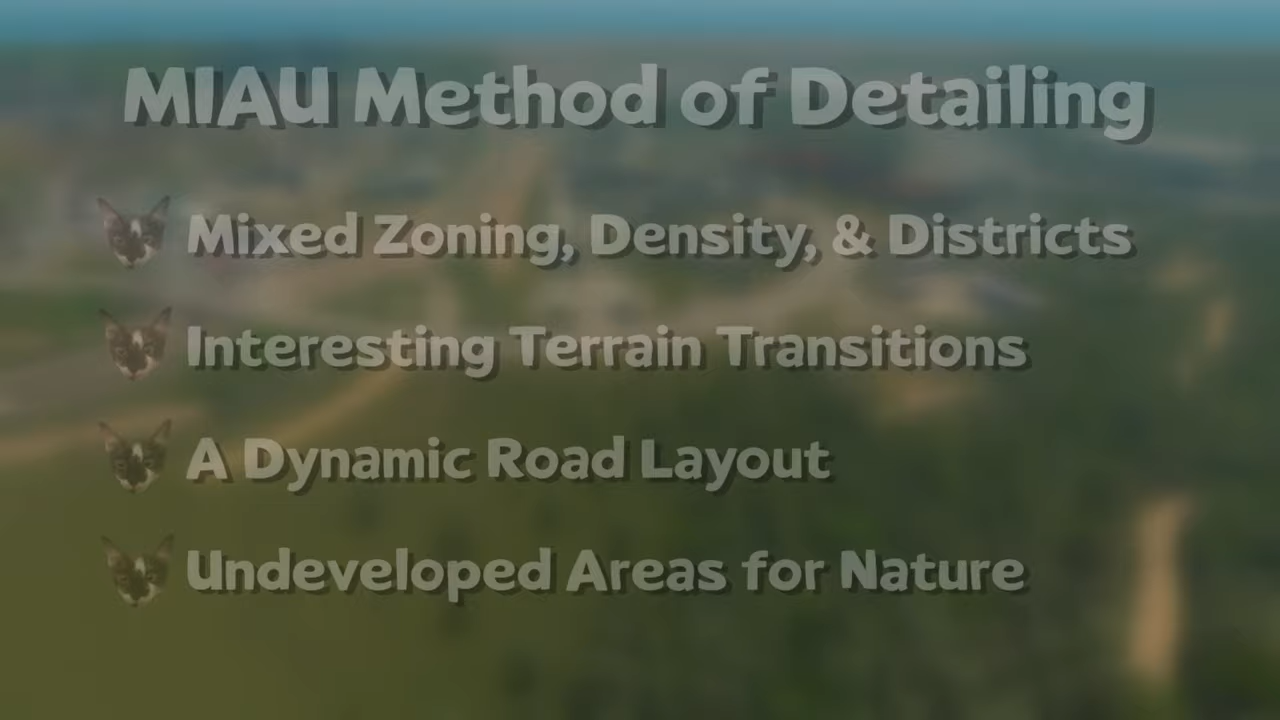 MIAU Method of Detailing
Mixed Zoning, Density, & Districts
Interesting Terrain Transitions
A Dynamic Road Layout
Undeveloped Areas for Nature